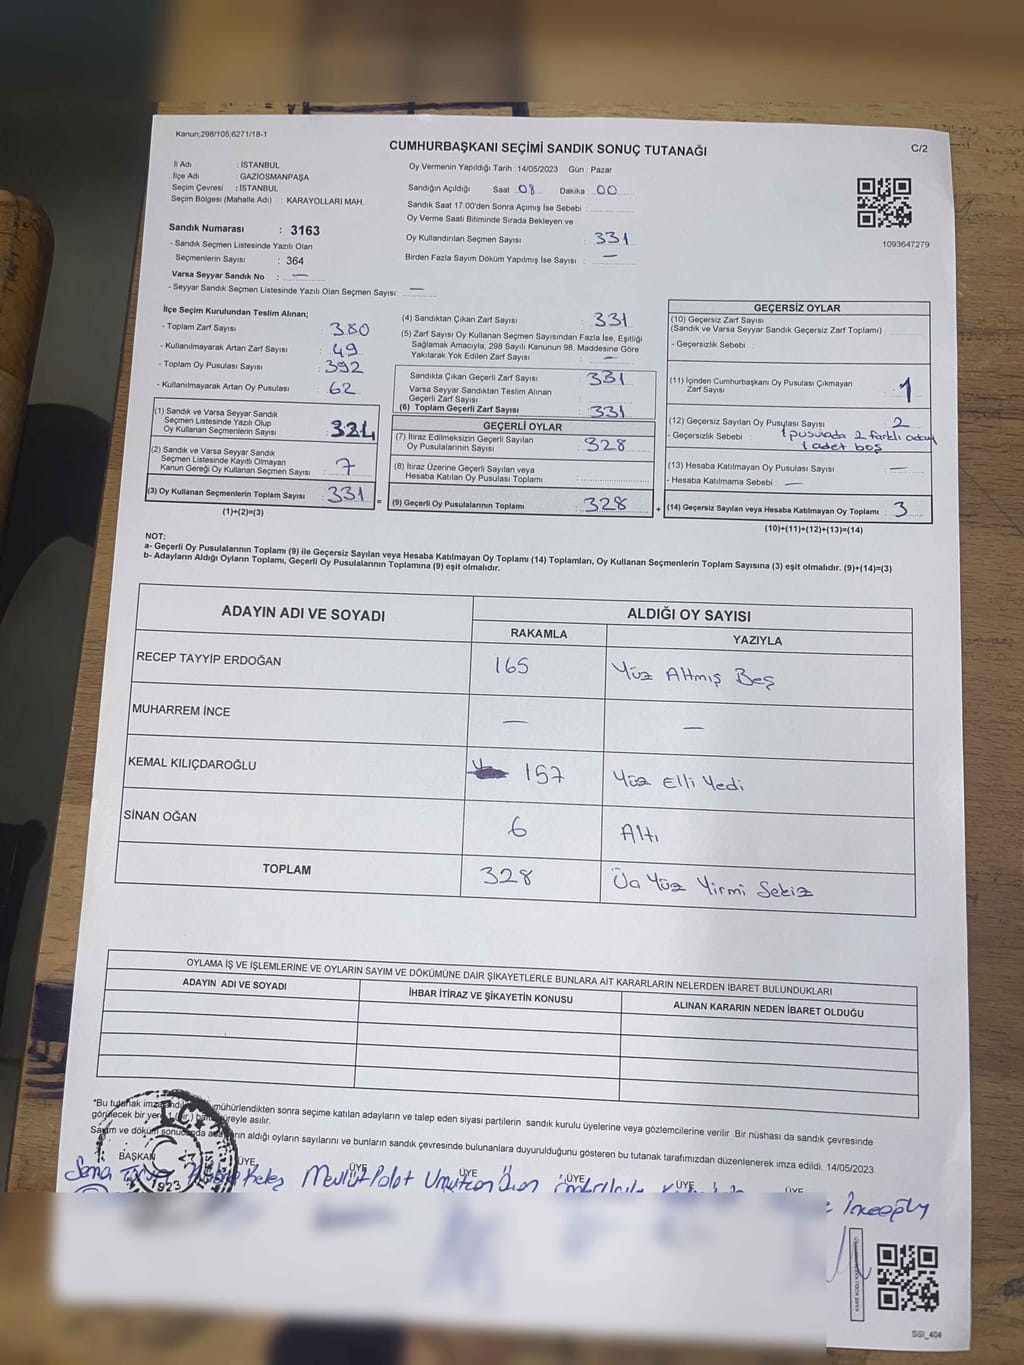 Kanun;298/105;6271/18-1
CUMHURBAŞKANI SEÇİMİ SANDIK SONUÇ TUTANAĞI
C/2
İl Adı : İSTANBUL
İlçe Adı : GAZİOSMANPAŞA
Seçim Çevresi : İSTANBUL
Seçim Bölgesi (Mahalle Adı) : KARAYOLLARI MAH.
Oy Vermenin Yapıldığı Tarih : 14/05/2023 Gün : Pazar
Sandığın Açıldığı Saat : 08 Dakika : 00
Sandık Saat 17.00'den Sonra Açımış İse Sebebi :
Oy Verme Saati Bitiminde Sırada Bekleyen ve
Oy Kullandırılan Seçmen Sayısı : 331
Birden Fazla Sayım Döküm Yapılmış İse Sayısı : —
1093647279
Sandık Numarası : 3163
- Sandık Seçmen Listesinde Yazılı Olan
Seçmenlerin Sayısı : 364
Varsa Seyyar Sandık No : —
- Seyyar Sandık Seçmen Listesinde Yazılı Olan Seçmen Sayısı: —
İlçe Seçim Kurulundan Teslim Alınan;
- Toplam Zarf Sayısı : 380
- Kullanılmayarak Artan Zarf Sayısı : 49
- Toplam Oy Pusulası Sayısı : 392
- Kullanılmayarak Artan Oy Pusulası : 62
(1) Sandık ve Varsa Seyyar Sandık
Seçmen Listesinde Yazılı Olup
Oy Kullanan Seçmenlerin Sayısı : 324
(2) Sandık ve Varsa Seyyar Sandık
Seçmen Listesinde Kayıtlı Olmayan
Kanun Gereği Oy Kullanan Seçmen Sayısı : 7
(3) Oy Kullanan Seçmenlerin Toplam Sayısı : 331 =
(1)+(2)=(3)
(4) Sandıktan Çıkan Zarf Sayısı : 331
(5) Zarf Sayısı Oy Kullanan Seçmen Sayısından Fazla İse, Eşitliği
Sağlamak Amacıyla, 298 Sayılı Kanunun 98. Maddesine Göre
Yakılarak Yok Edilen Zarf Sayısı : —
Sandıkta Çıkan Geçerli Zarf Sayısı : 331
Varsa Seyyar Sandıktan Teslim Alınan
Geçerli Zarf Sayısı :
(6) Toplam Geçerli Zarf Sayısı : 331
GEÇERLİ OYLAR
(7) İtiraz Edilmeksizin Geçerli Sayılan
Oy Pusulalarının Toplamı : 328
(8) İtiraz Üzerine Geçerli Sayılan veya
Hesaba Katılan Oy Pusulası Toplamı :
(9) Geçerli Oy Pusulalarının Toplamı : 328 +
GEÇERSİZ OYLAR
(10) Geçersiz Zarf Sayısı
(Sandık ve Varsa Seyyar Sandık Geçersiz Zarf Toplamı) :
- Geçersizlik Sebebi :
(11) İçinden Cumhurbaşkanı Oy Pusulası Çıkmayan
Zarf Sayısı : 1
(12) Geçersiz Sayılan Oy Pusulası Sayısı : 2
- Geçersizlik Sebebi : 1 pusulada 2 farklı aday
1 adet boş
(13) Hesaba Katılmayan Oy Pusulası Sayısı : —
- Hesaba Katılmama Sebebi : —
(14) Geçersiz Sayılan veya Hesaba Katılmayan Oy Toplamı : 3
(10)+(11)+(12)+(13)=(14)
NOT:
a- Geçerli Oy Pusulalarının Toplamı (9) ile Geçersiz Sayılan veya Hesaba Katılmayan Oy Toplamı (14) Toplamları, Oy Kullanan Seçmenlerin Toplam Sayısına (3) eşit olmalıdır. (9)+(14)=(3)
b- Adayların Aldığı Oyların Toplamı, Geçerli Oy Pusulalarının Toplamına (9) eşit olmalıdır.
ADAYIN ADI VE SOYADI
ALDIĞI OY SAYISI
RAKAMLA
YAZIYLA
RECEP TAYYİP ERDOĞAN 165 Yüz Altmış Beş
MUHARREM İNCE — —
KEMAL KILIÇDAROĞLU 157 Yüz Elli Yedi
SİNAN OĞAN 6 Altı
TOPLAM 328 Üç Yüz Yirmi Sekiz
OYLAMA İŞ VE İŞLEMLERİNE VE OYLARIN SAYIM VE DÖKÜMÜNE DAİR ŞİKAYETLERLE BUNLARA AİT KARARLARIN NELERDEN İBARET BULUNDUKLARI
ADAYIN ADI VE SOYADI
İHBAR İTİRAZ VE ŞİKAYETİN KONUSU
ALINAN KARARIN NEDEN İBARET OLDUĞU
*Bu tutanak mühürlendikten sonra seçime katılan adayların ve talep eden siyasi partilerin sandık kurulu üyelerine veya gözlemcilerine verilir. Bir nüshası da sandık çevresinde
görülecek bir yere süreyle asılır.
Sayım ve döküm sonucunda aldığı oyların sayılarını ve bunların sandık çevresinde bulunanlara duyurulduğunu gösteren bu tutanak tarafımızdan düzenlenerek imza edildi. 14/05/2023
BAŞKAN ÜYE ÜYE ÜYE ÜYE ÜYE ÜYE
Sema Mevlüt Polat
1923
SSI_404